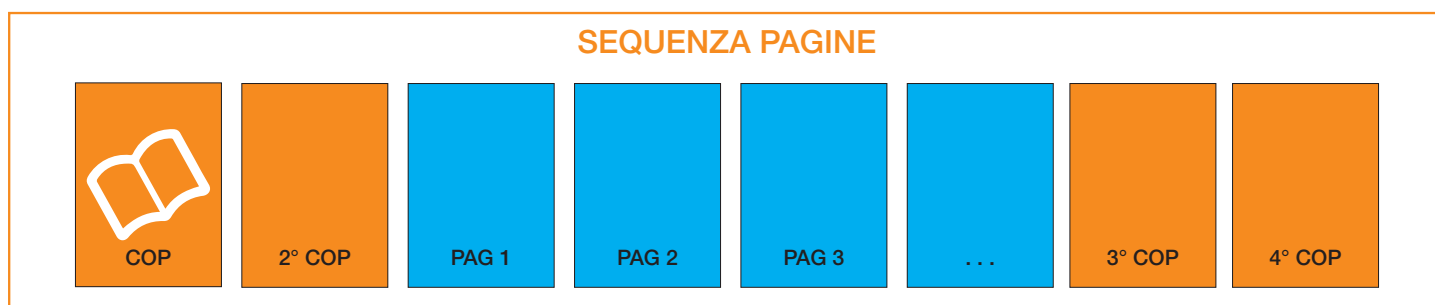 SEQUENZA PAGINE
COP 2° COP PAG 1 PAG 2 PAG 3 . . . 3° COP 4° COP